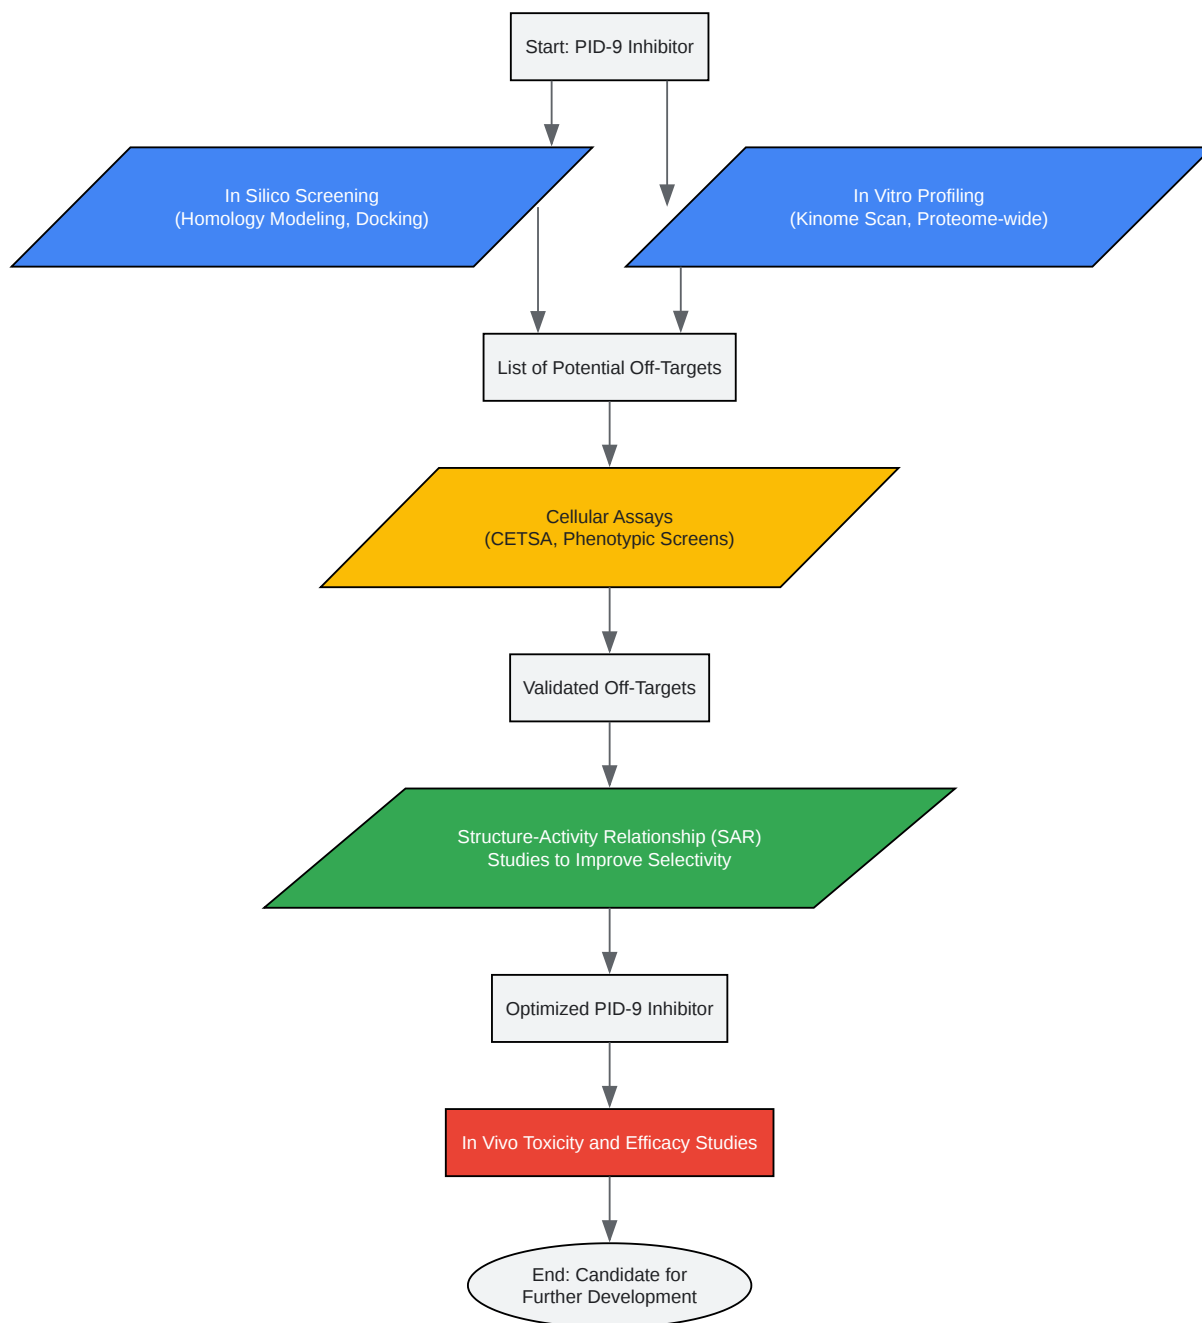 Start: PID-9 Inhibitor
In Silico Screening
(Homology Modeling, Docking)
In Vitro Profiling
(Kinome Scan, Proteome-wide)
List of Potential Off-Targets
Cellular Assays
(CETSA, Phenotypic Screens)
Validated Off-Targets
Structure-Activity Relationship (SAR)
Studies to Improve Selectivity
Optimized PID-9 Inhibitor
In Vivo Toxicity and Efficacy Studies
End: Candidate for
Further Development